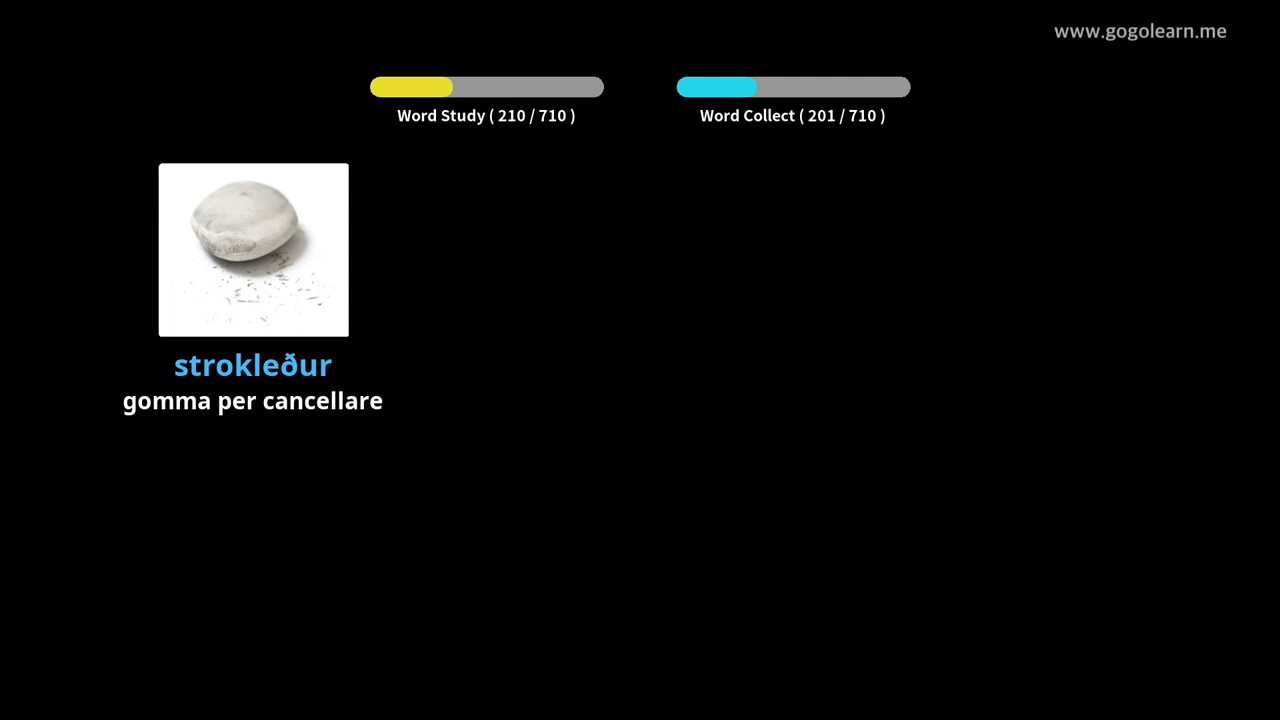 www.gogolearn.me
Word Study ( 210 / 710 )
Word Collect ( 201 / 710 )
strokleður
gomma per cancellare